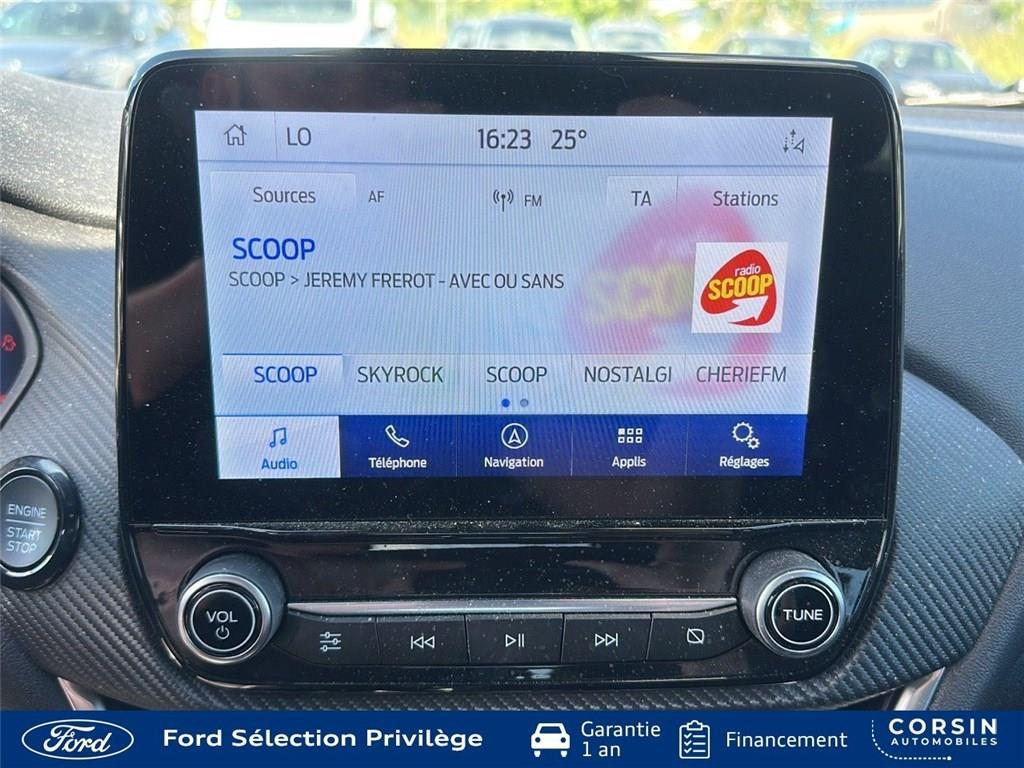 LO 16:23 25°
Sources AF FM TA Stations
SCOOP
SCOOP > JEREMY FREROT - AVEC OU SANS
radio
SCOOP
SCOOP SKYROCK SCOOP NOSTALGI CHERIEFM
Audio Téléphone Navigation Applis Réglages
ENGINE
START
STOP
VOL
TUNE
Ford
Ford Sélection Privilège
Garantie
1 an
Financement
CORSIN
AUTOMOBILES